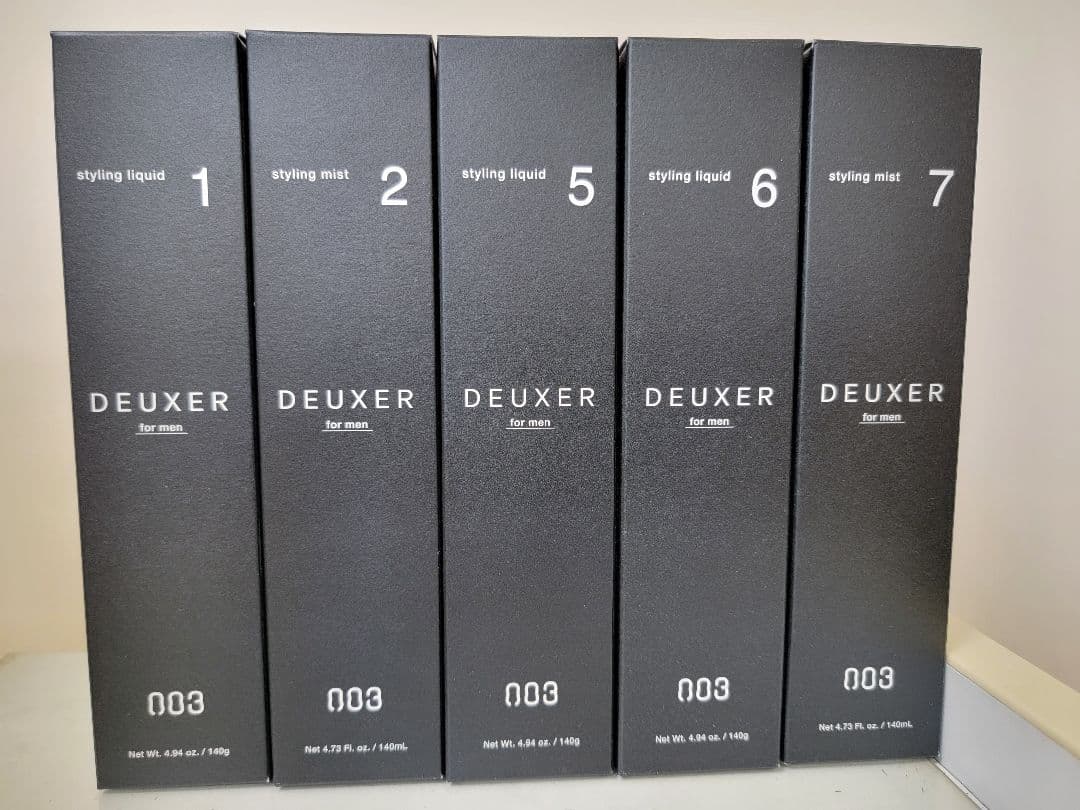 styling liquid 1
DEUXER
for men
003
Net Wt. 4.94 oz. / 140g
styling mist 2
DEUXER
for men
003
Net 4.73 Fl. oz. / 140mL
styling liquid 5
DEUXER
for men
003
Net Wt. 4.94 oz. / 140g
styling liquid 6
DEUXER
for men
003
Net Wt. 4.94 oz. / 140g
styling mist 7
DEUXER
for men
003
Net 4.73 Fl. oz. / 140mL